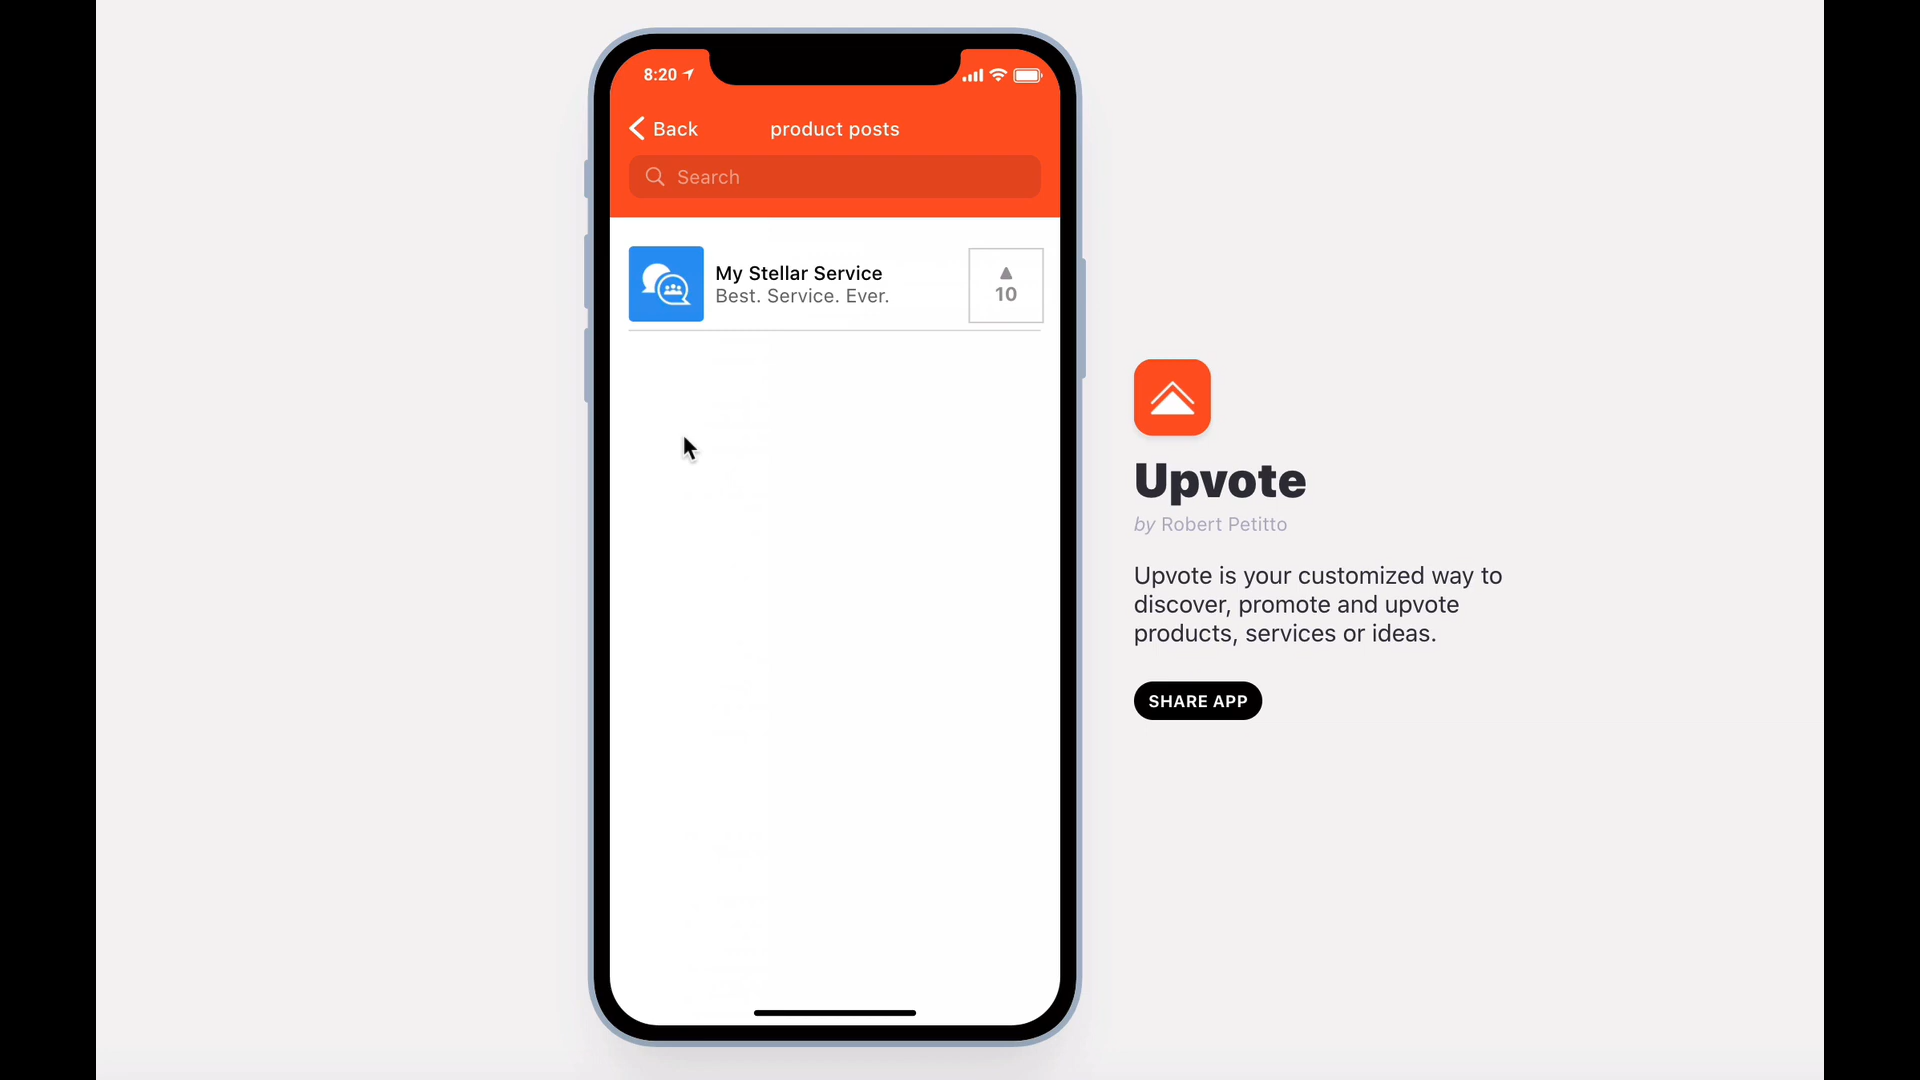 8:20
Back
product posts
Search
My Stellar Service
Best. Service. Ever.
10
Upvote
by Robert Petitto
Upvote is your customized way to
discover, promote and upvote
products, services or ideas.
SHARE APP